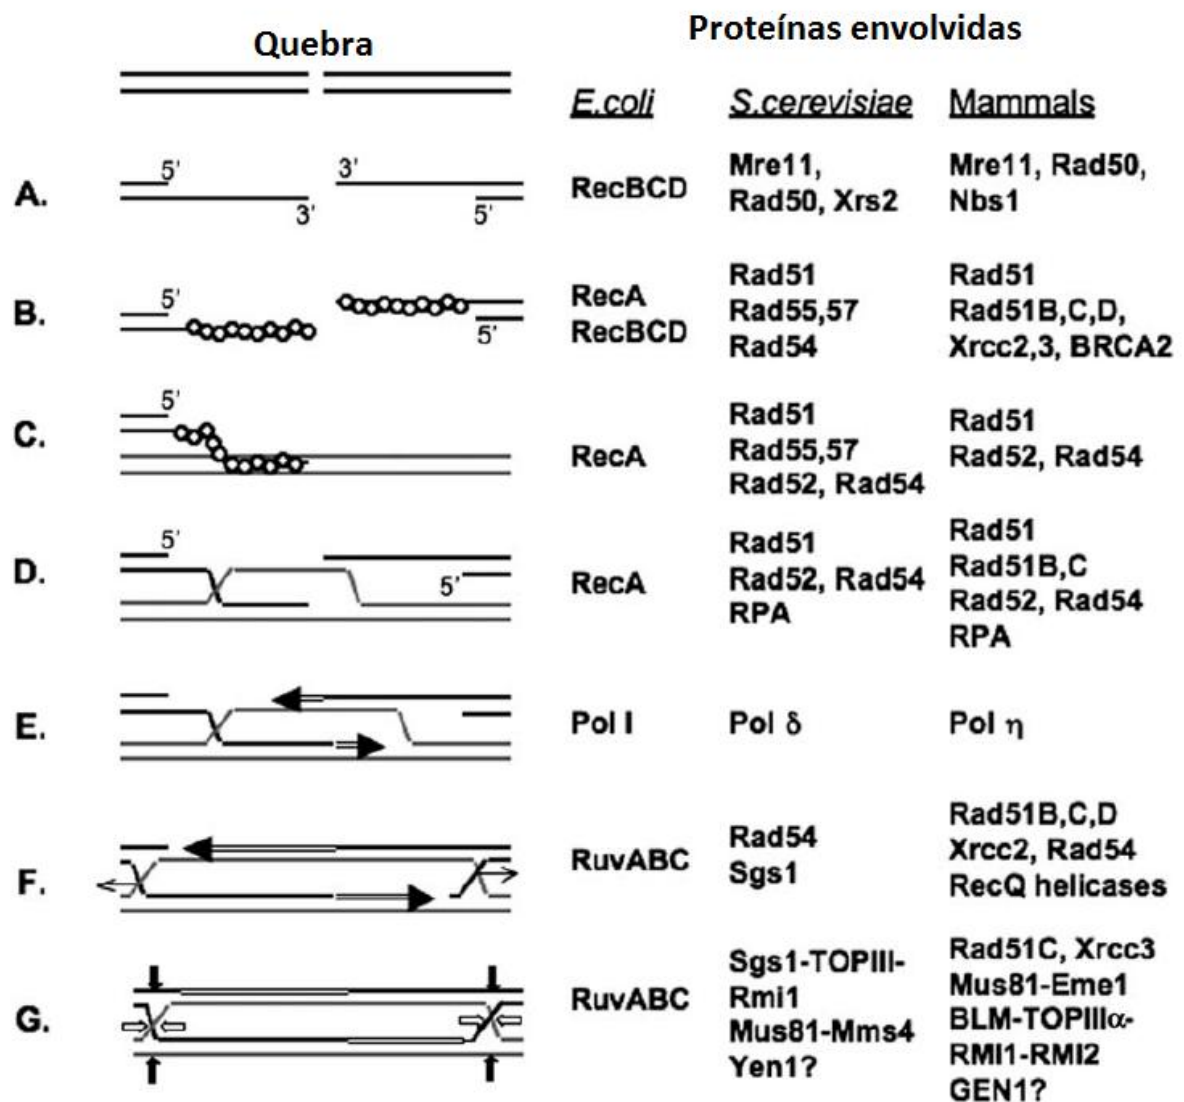 Quebra
Proteínas envolvidas
E.coli
S.cerevisiae
Mammals
A.
5'
3'
3'
5'
RecBCD
Mre11,
Rad50, Xrs2
Mre11, Rad50,
Nbs1
B.
5'
5'
RecA
RecBCD
Rad51
Rad55,57
Rad54
Rad51
Rad51B,C,D,
Xrcc2,3, BRCA2
C.
5'
RecA
Rad51
Rad55,57
Rad52, Rad54
Rad51
Rad52, Rad54
D.
5'
5'
RecA
Rad51
Rad52, Rad54
RPA
Rad51
Rad51B,C
Rad52, Rad54
RPA
E.
Pol I
Pol δ
Pol η
F.
RuvABC
Rad54
Sgs1
Rad51B,C,D
Xrcc2, Rad54
RecQ helicases
G.
RuvABC
Sgs1-TOPIII-
Rmi1
Mus81-Mms4
Yen1?
Rad51C, Xrcc3
Mus81-Eme1
BLM-TOPIIIα-
RMI1-RMI2
GEN1?